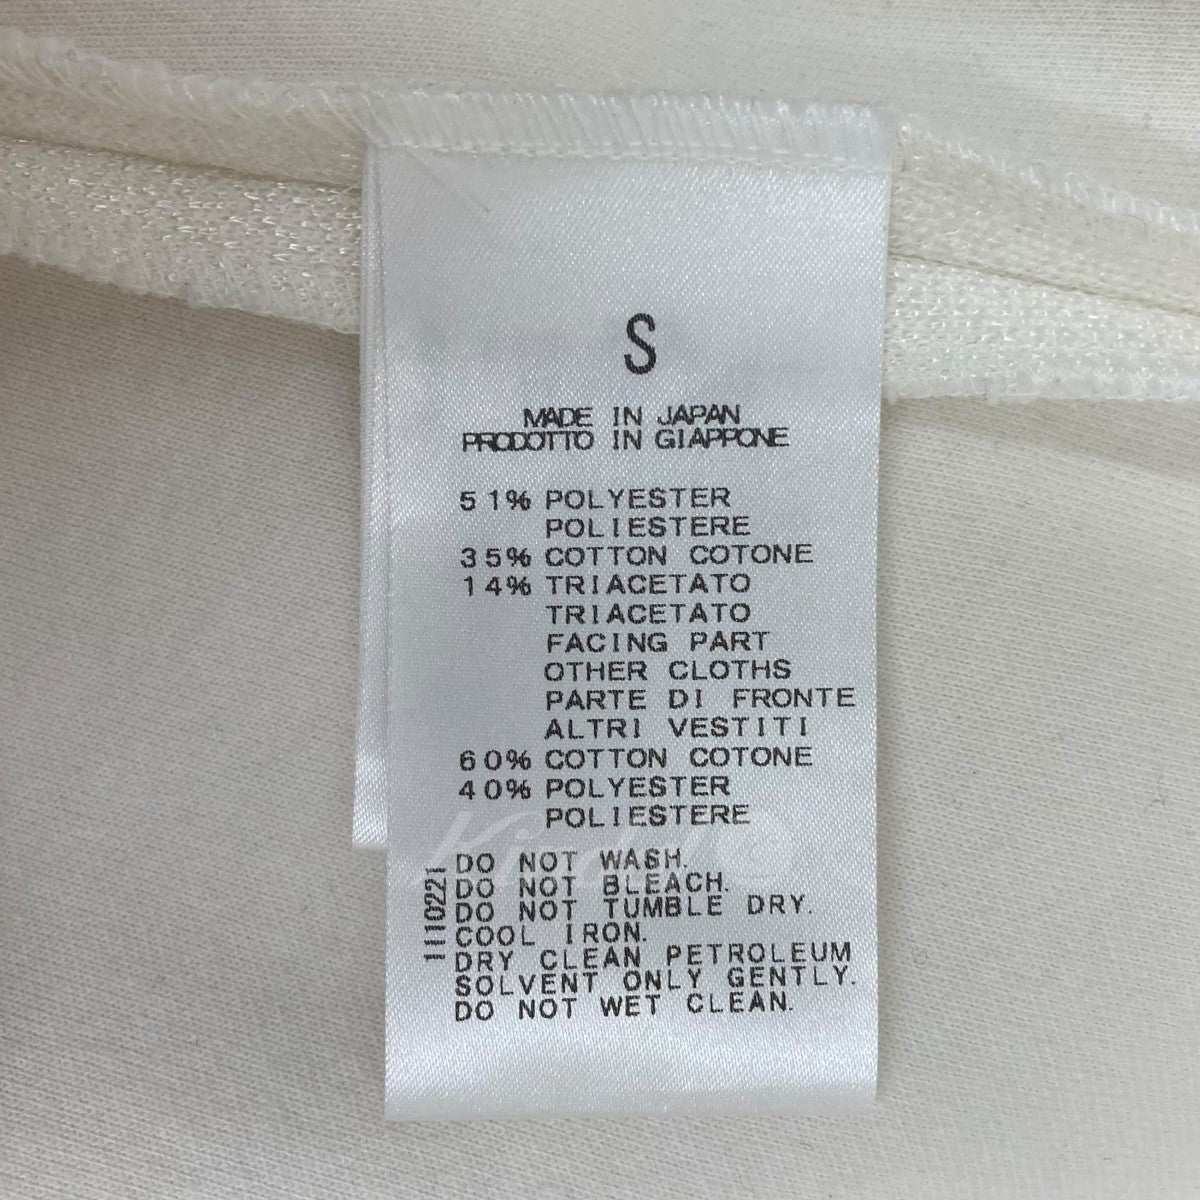 S
MADE IN JAPAN
PRODOTTO IN GIAPPONE
51% POLYESTER
POLIESTERE
35% COTTON COTONE
14% TRIACETATO
TRIACETATO
FACING PART
OTHER CLOTHS
PARTE DI FRONTE
ALTRI VESTITI
60% COTTON COTONE
40% POLYESTER
POLIESTERE
DO NOT WASH.
DO NOT BLEACH.
DO NOT TUMBLE DRY.
COOL IRON.
DRY CLEAN PETROLEUM
SOLVENT ONLY GENTLY.
DO NOT WET CLEAN.
1110221